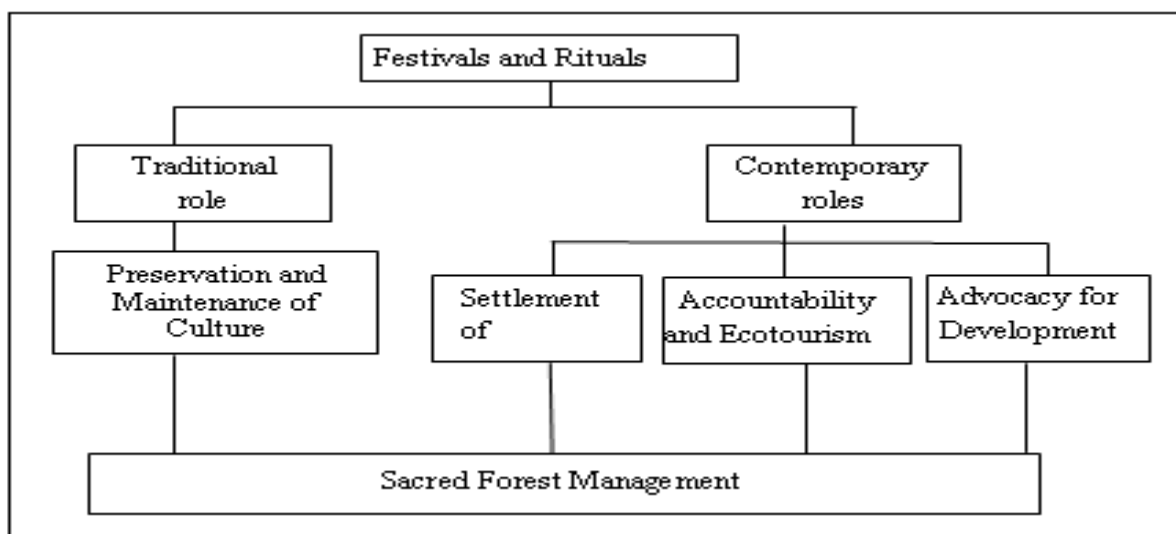 Festivals and Rituals
Traditional
role
Contemporary
roles
Preservation and
Maintenance of
Culture
Settlement
of
Accountability
and Ecotourism
Advocacy for
Development
Sacred Forest Management